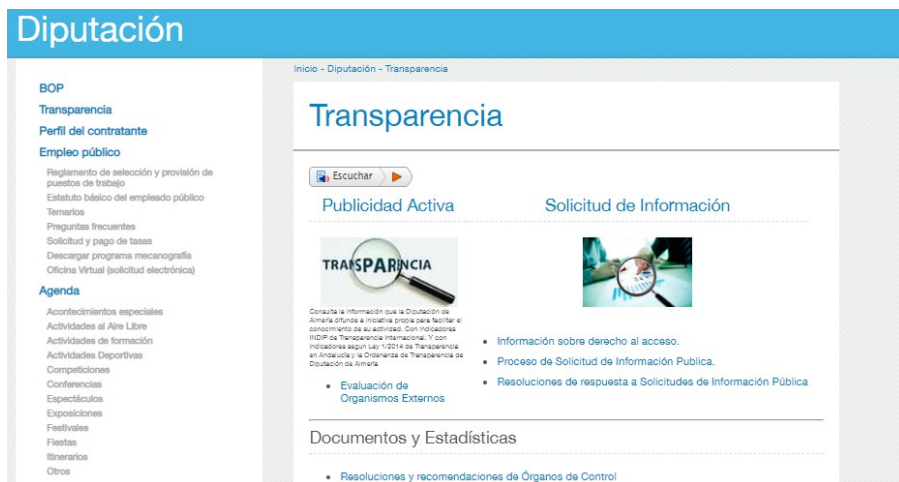 Diputación
BOP
Transparencia
Perfil del contratante
Empleo público
Reglamento de selección y provisión de
puestos de trabajo
Estatuto básico del empleado público
Temarios
Preguntas frecuentes
Solicitud y pago de tasas
Descargar programa mecanografía
Oficina Virtual (solicitud electrónica)
Agenda
Acontecimientos especiales
Actividades al Aire Libre
Actividades de formación
Actividades Deportivas
Competiciones
Conferencias
Espectáculos
Exposiciones
Festivales
Fiestas
Itinerarios
Otros
Inicio - Diputación - Transparencia
Transparencia
Escuchar
Publicidad Activa
TRANSPARENCIA
Consulta la información que la Diputación de
Almería difunde a iniciativa propia para facilitar el
conocimiento de su actividad. Con Indicadores
INDIP de Transparencia Internacional. Y con
Indicadores segun Ley 1/2014 de Transparencia
en Andalucía y la Ordenanza de Transparencia de
Diputación de Almería
Evaluación de
Organismos Externos
Solicitud de Información
Información sobre derecho al acceso.
Proceso de Solicitud de Información Publica.
Resoluciones de respuesta a Solicitudes de Información Pública
Documentos y Estadísticas
Resoluciones y recomendaciones de Órganos de Control